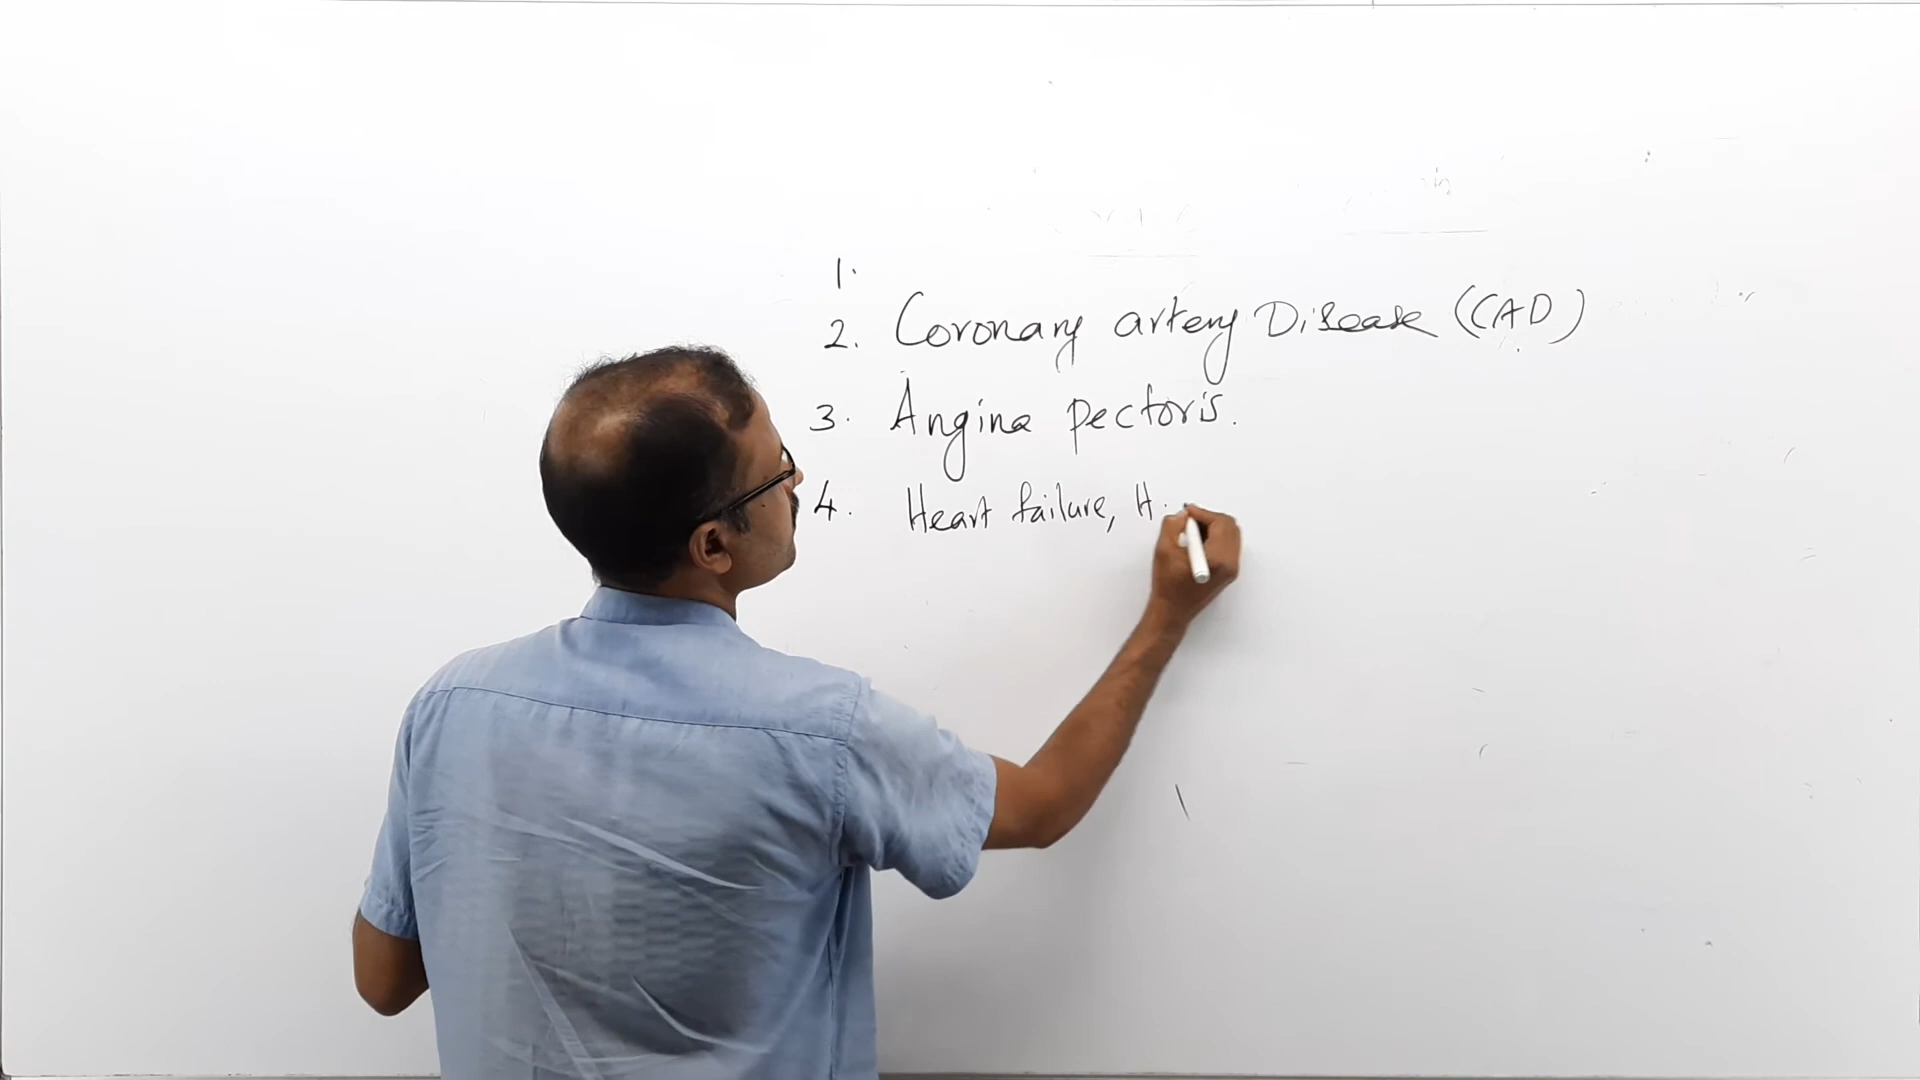 1.
2. Coronary artery Disease (CAD)
3. Angina pectoris.
4. Heart failure, H.